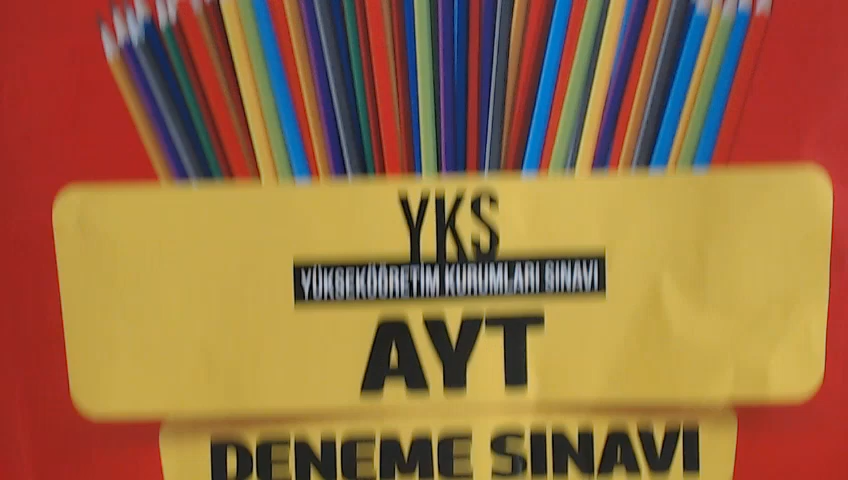 YKS
YÜKSEKÖĞRETİM KURUMLARI SINAVI
AYT
DENEME SINAVI